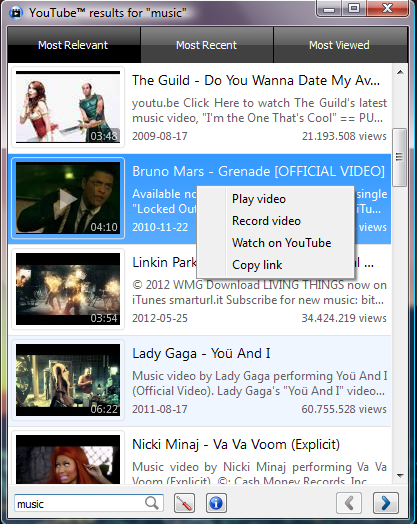 YouTube™ results for "music"
Most Relevant
Most Recent
Most Viewed
The Guild - Do You Wanna Date My Av...
youtu.be Click Here to watch The Guild's latest
music video, "I'm the One That's Cool" == PU...
03:48
2009-08-17
21.193.508 views
Bruno Mars - Grenade [OFFICIAL VIDEO]
Available
single
"Locked
04:10
2010-11-22
views
Play video
Record video
Watch on YouTube
Copy link
Linkin Park
...
© 2012 WMG Download LIVING THINGS now on
iTunes smarturl.it Subscribe for new music: bit...
03:54
2012-05-25
34.424.219 views
Lady Gaga - Yoü And I
Music video by Lady Gaga performing Yoü And I
(Official Video). Lady Gaga's "Yoü And I" video...
06:22
2011-08-17
60.755.528 views
Nicki Minaj - Va Va Voom (Explicit)
Music video by Nicki Minaj performing Va Va
Voom (Explicit). ©: Cash Money Records, Inc.
music